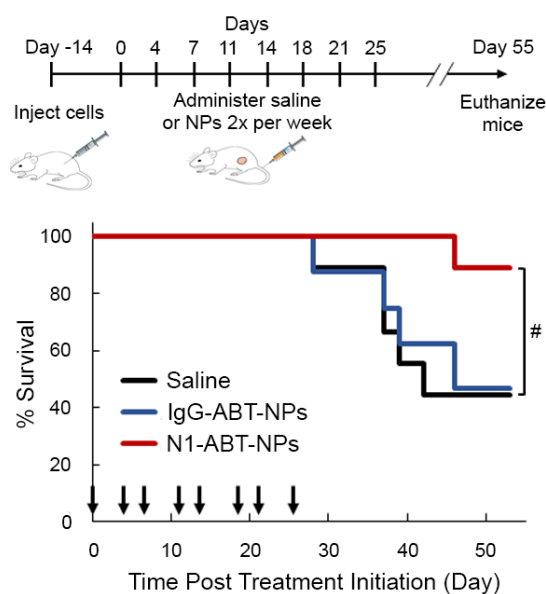 Days
Day -14 0 4 7 11 14 18 21 25 Day 55
Inject cells
Administer saline
or NPs 2x per week
Euthanize
mice
100
80
60
40
20
0
% Survival
Saline
IgG-ABT-NPs
N1-ABT-NPs
#
0 10 20 30 40 50
Time Post Treatment Initiation (Day)